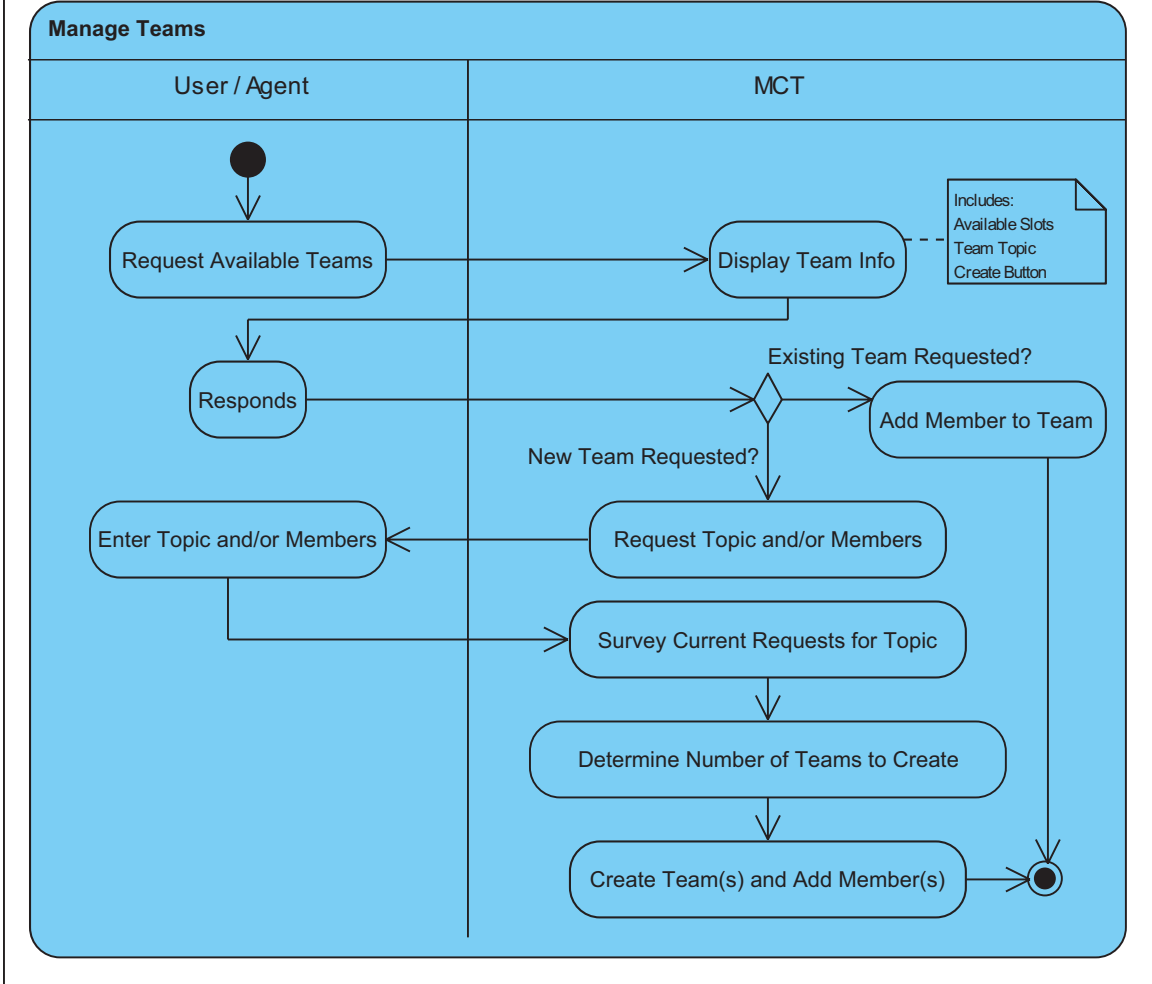 Manage Teams
User / Agent
MCT
Includes:
Available Slots
Team Topic
Create Button
Request Available Teams
Display Team Info
Existing Team Requested?
Responds
Add Member to Team
New Team Requested?
Enter Topic and/or Members
Request Topic and/or Members
Survey Current Requests for Topic
Determine Number of Teams to Create
Create Team(s) and Add Member(s)